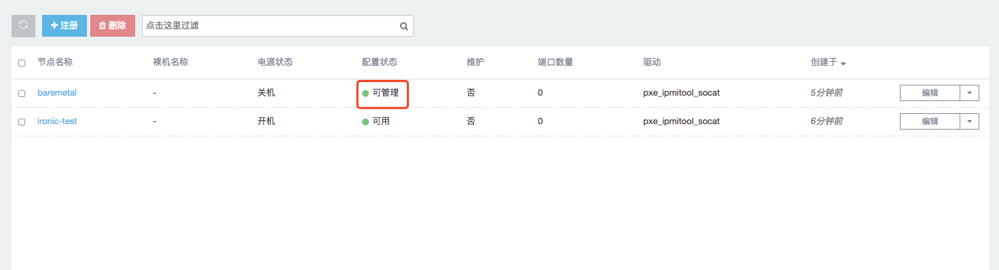 注册 删除 点击这里过滤
节点名称 裸机名称 电源状态 配置状态 维护 端口数量 驱动 创建于
baremetal - 关机 可管理 否 0 pxe_ipmitool_socat 5分钟前 编辑
ironic-test - 开机 可用 否 0 pxe_ipmitool_socat 6分钟前 编辑